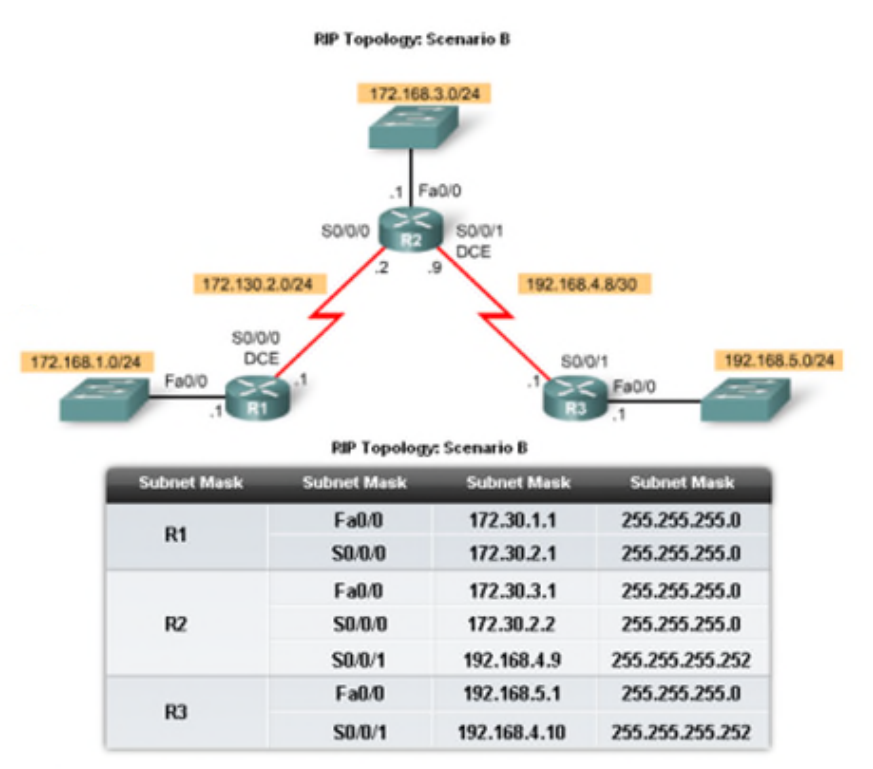 RIP Topology: Scenario B
172.168.3.0/24
.1 Fa0/0
S0/0/0
R2
S0/0/1
DCE
.2
.9
172.130.2.0/24
192.168.4.8/30
S0/0/0
DCE
172.168.1.0/24
Fa0/0
.1
R1
.1
S0/0/1
192.168.5.0/24
.1
R3
Fa0/0
.1
RIP Topology: Scenario B
Subnet Mask Subnet Mask Subnet Mask Subnet Mask
R1
Fa0/0 172.30.1.1 255.255.255.0
S0/0/0 172.30.2.1 255.255.255.0
R2
Fa0/0 172.30.3.1 255.255.255.0
S0/0/0 172.30.2.2 255.255.255.0
S0/0/1 192.168.4.9 255.255.255.252
R3
Fa0/0 192.168.5.1 255.255.255.0
S0/0/1 192.168.4.10 255.255.255.252